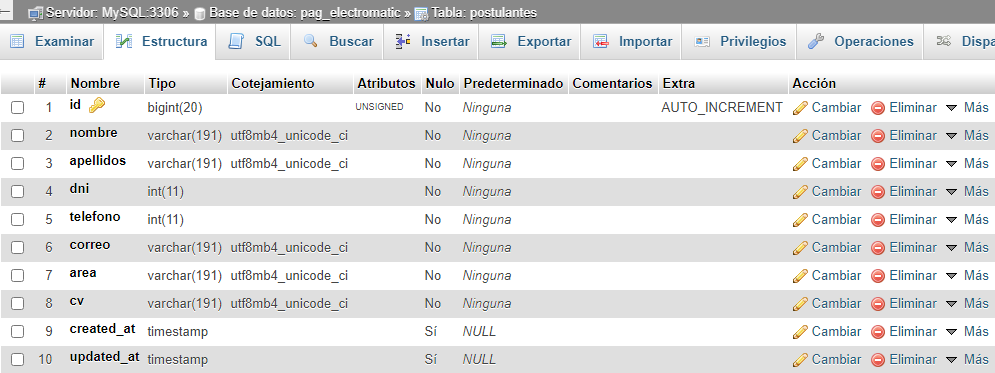 Servidor: MySQL:3306 » Base de datos: pag_electromatic » Tabla: postulantes
Examinar Estructura SQL Buscar Insertar Exportar Importar Privilegios Operaciones Dispa
# Nombre Tipo Cotejamiento Atributos Nulo Predeterminado Comentarios Extra Acción
1 id bigint(20) UNSIGNED No Ninguna AUTO_INCREMENT Cambiar Eliminar Más
2 nombre varchar(191) utf8mb4_unicode_ci No Ninguna Cambiar Eliminar Más
3 apellidos varchar(191) utf8mb4_unicode_ci No Ninguna Cambiar Eliminar Más
4 dni int(11) No Ninguna Cambiar Eliminar Más
5 telefono int(11) No Ninguna Cambiar Eliminar Más
6 correo varchar(191) utf8mb4_unicode_ci No Ninguna Cambiar Eliminar Más
7 area varchar(191) utf8mb4_unicode_ci No Ninguna Cambiar Eliminar Más
8 cv varchar(191) utf8mb4_unicode_ci No Ninguna Cambiar Eliminar Más
9 created_at timestamp Sí NULL Cambiar Eliminar Más
10 updated_at timestamp Sí NULL Cambiar Eliminar Más